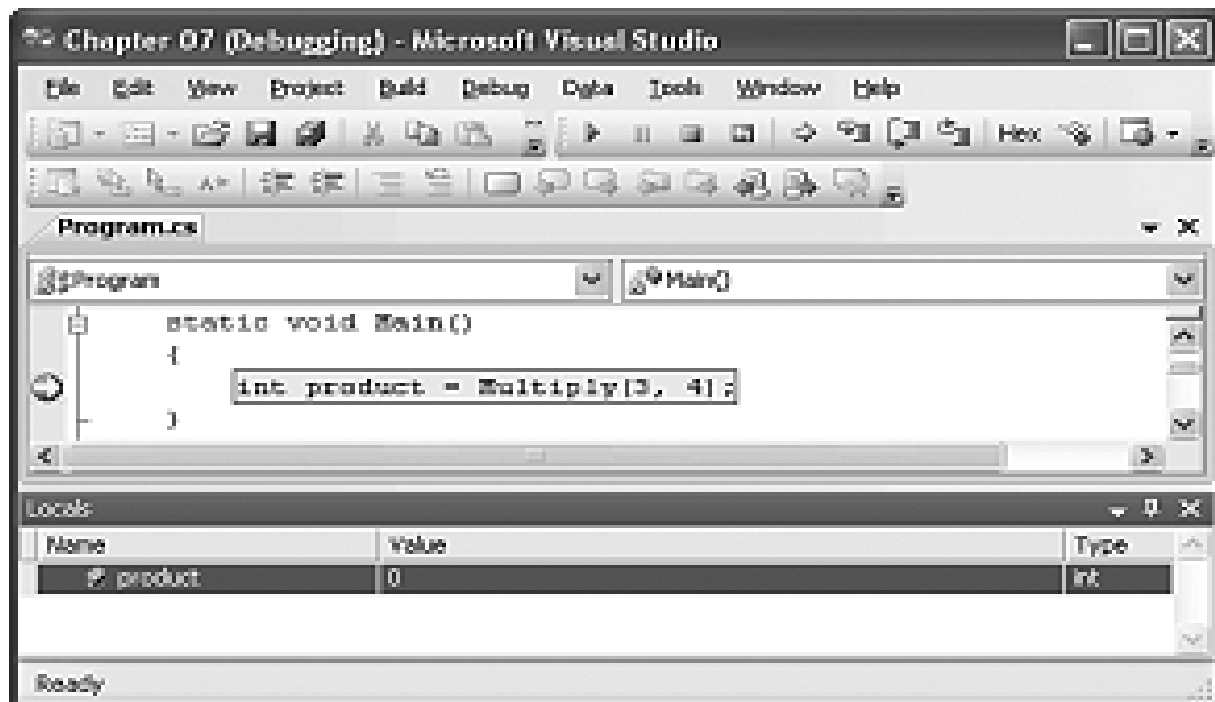 Chapter 07 (Debugging) - Microsoft Visual Studio
File Edit View Project Build Debug Data Tools Window Help
Hex
Program.cs
Program Main()
static void Main()
{
int product = Multiply(3, 4);
}
Locals
Name Value Type
product 0 int
Ready